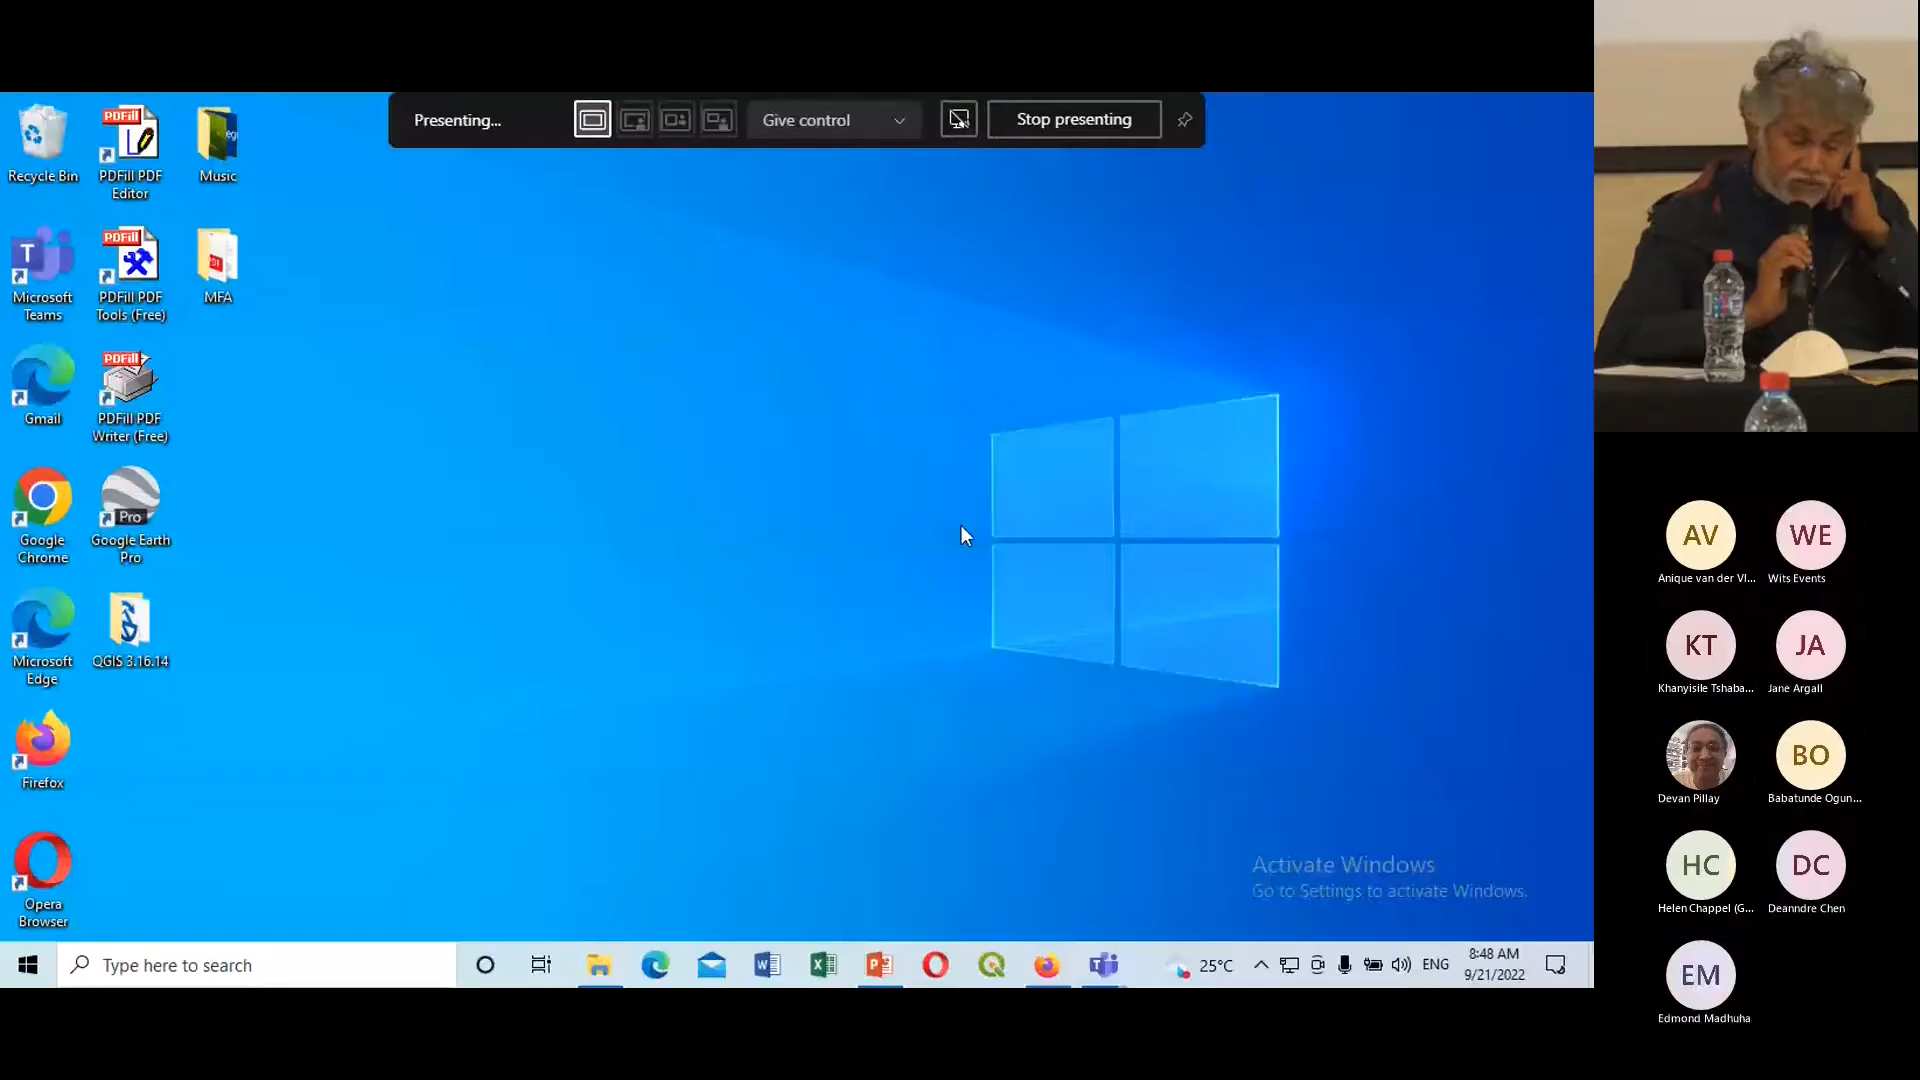 Presenting...
Give control
Stop presenting
Recycle Bin
PDFill
PDFill PDF
Editor
Music
T
Microsoft
Teams
PDFill
PDFill PDF
Tools (Free)
PDF
MFA
Gmail
PDFill
PDFill PDF
Writer (Free)
Google
Chrome
Pro
Google Earth
Pro
Microsoft
Edge
QGIS 3.16.14
Firefox
Opera
Browser
Activate Windows
Go to Settings to activate Windows.
Type here to search
25°C
ENG
8:48 AM
9/21/2022
AV
Anique van der Vl...
WE
Wits Events
KT
Khanyisile Tshaba...
JA
Jane Argall
Devan Pillay
BO
Babatunde Ogun...
HC
Helen Chappel (G...
DC
Deanndre Chen
EM
Edmond Madhuha